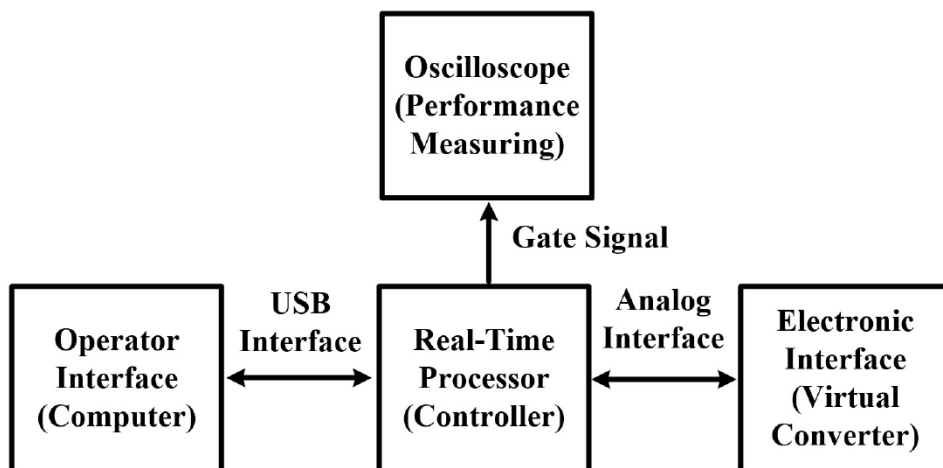 Oscilloscope
(Performance
Measuring)
Gate Signal
Operator
Interface
(Computer)
USB
Interface
Real-Time
Processor
(Controller)
Analog
Interface
Electronic
Interface
(Virtual
Converter)